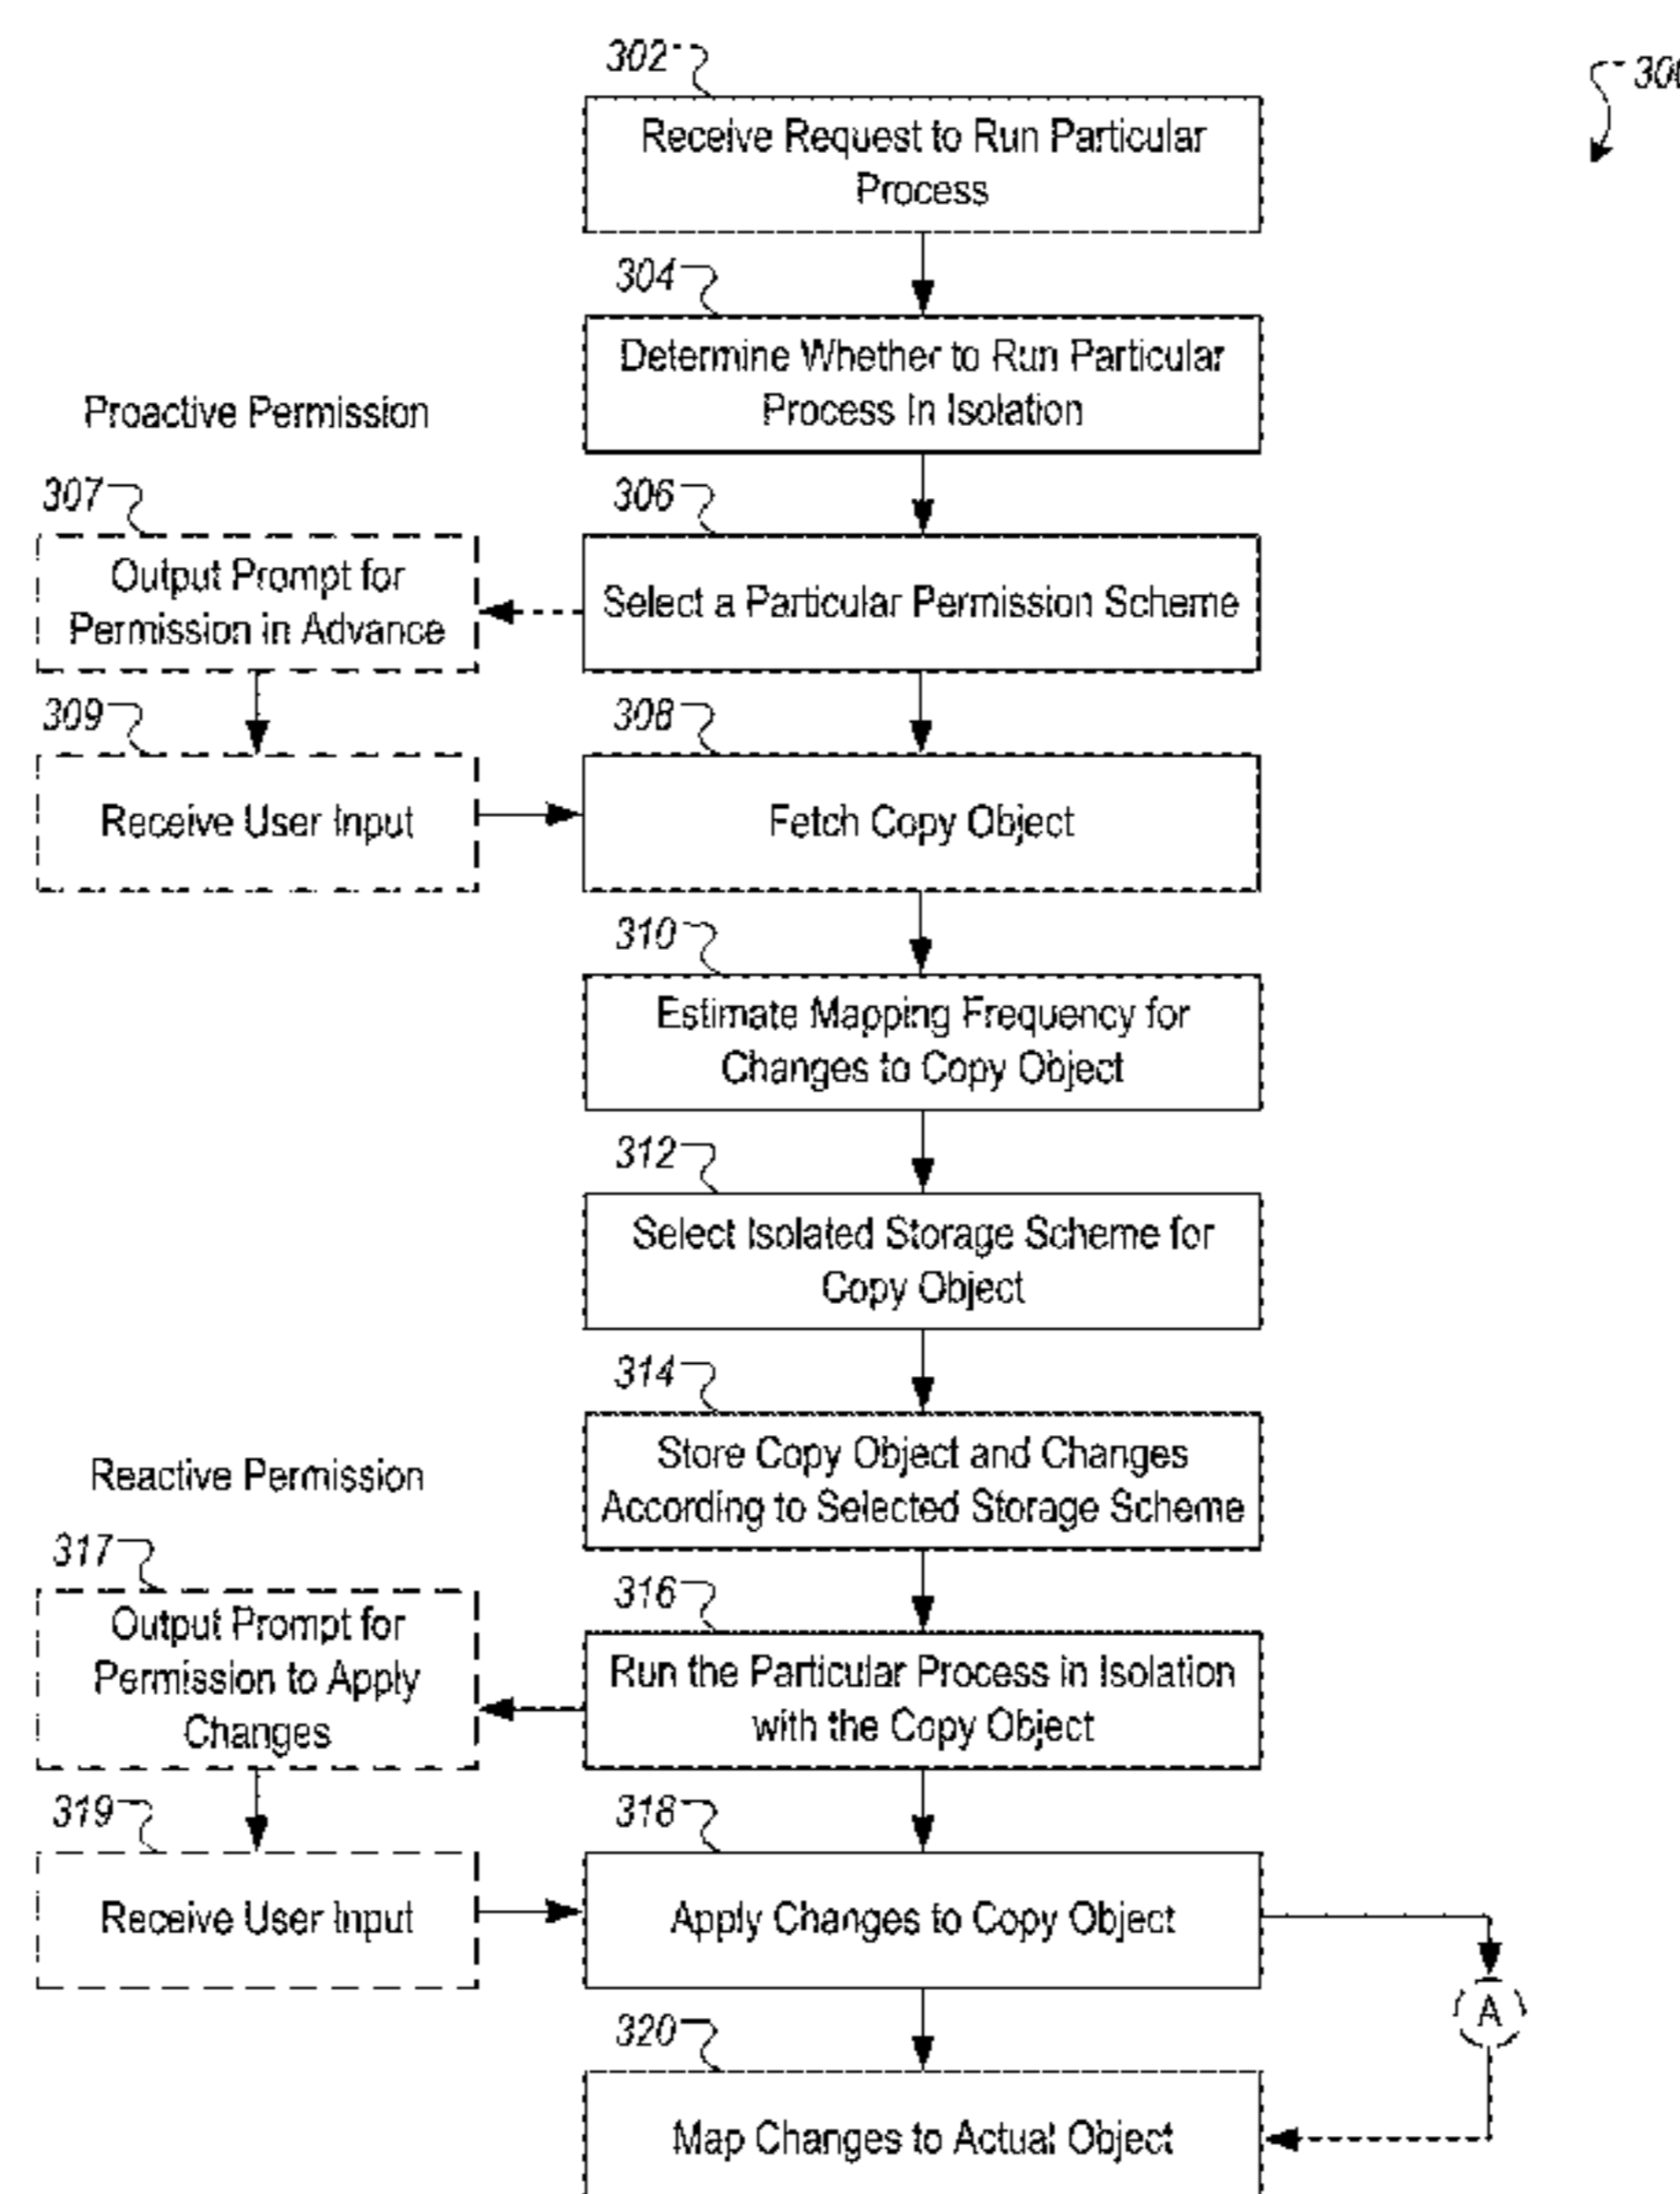 302
300
Receive Request to Run Particular
Process
304
Determine Whether to Run Particular
Process In Isolation
Proactive Permission
307
306
Output Prompt for
Permission in Advance
Select a Particular Permission Scheme
309
308
Receive User Input
Fetch Copy Object
310
Estimate Mapping Frequency for
Changes to Copy Object
312
Select Isolated Storage Scheme for
Copy Object
314
Store Copy Object and Changes
According to Selected Storage Scheme
Reactive Permission
317
316
Output Prompt for
Permission to Apply
Changes
Run the Particular Process in Isolation
with the Copy Object
319
318
Receive User Input
Apply Changes to Copy Object
A
320
Map Changes to Actual Object